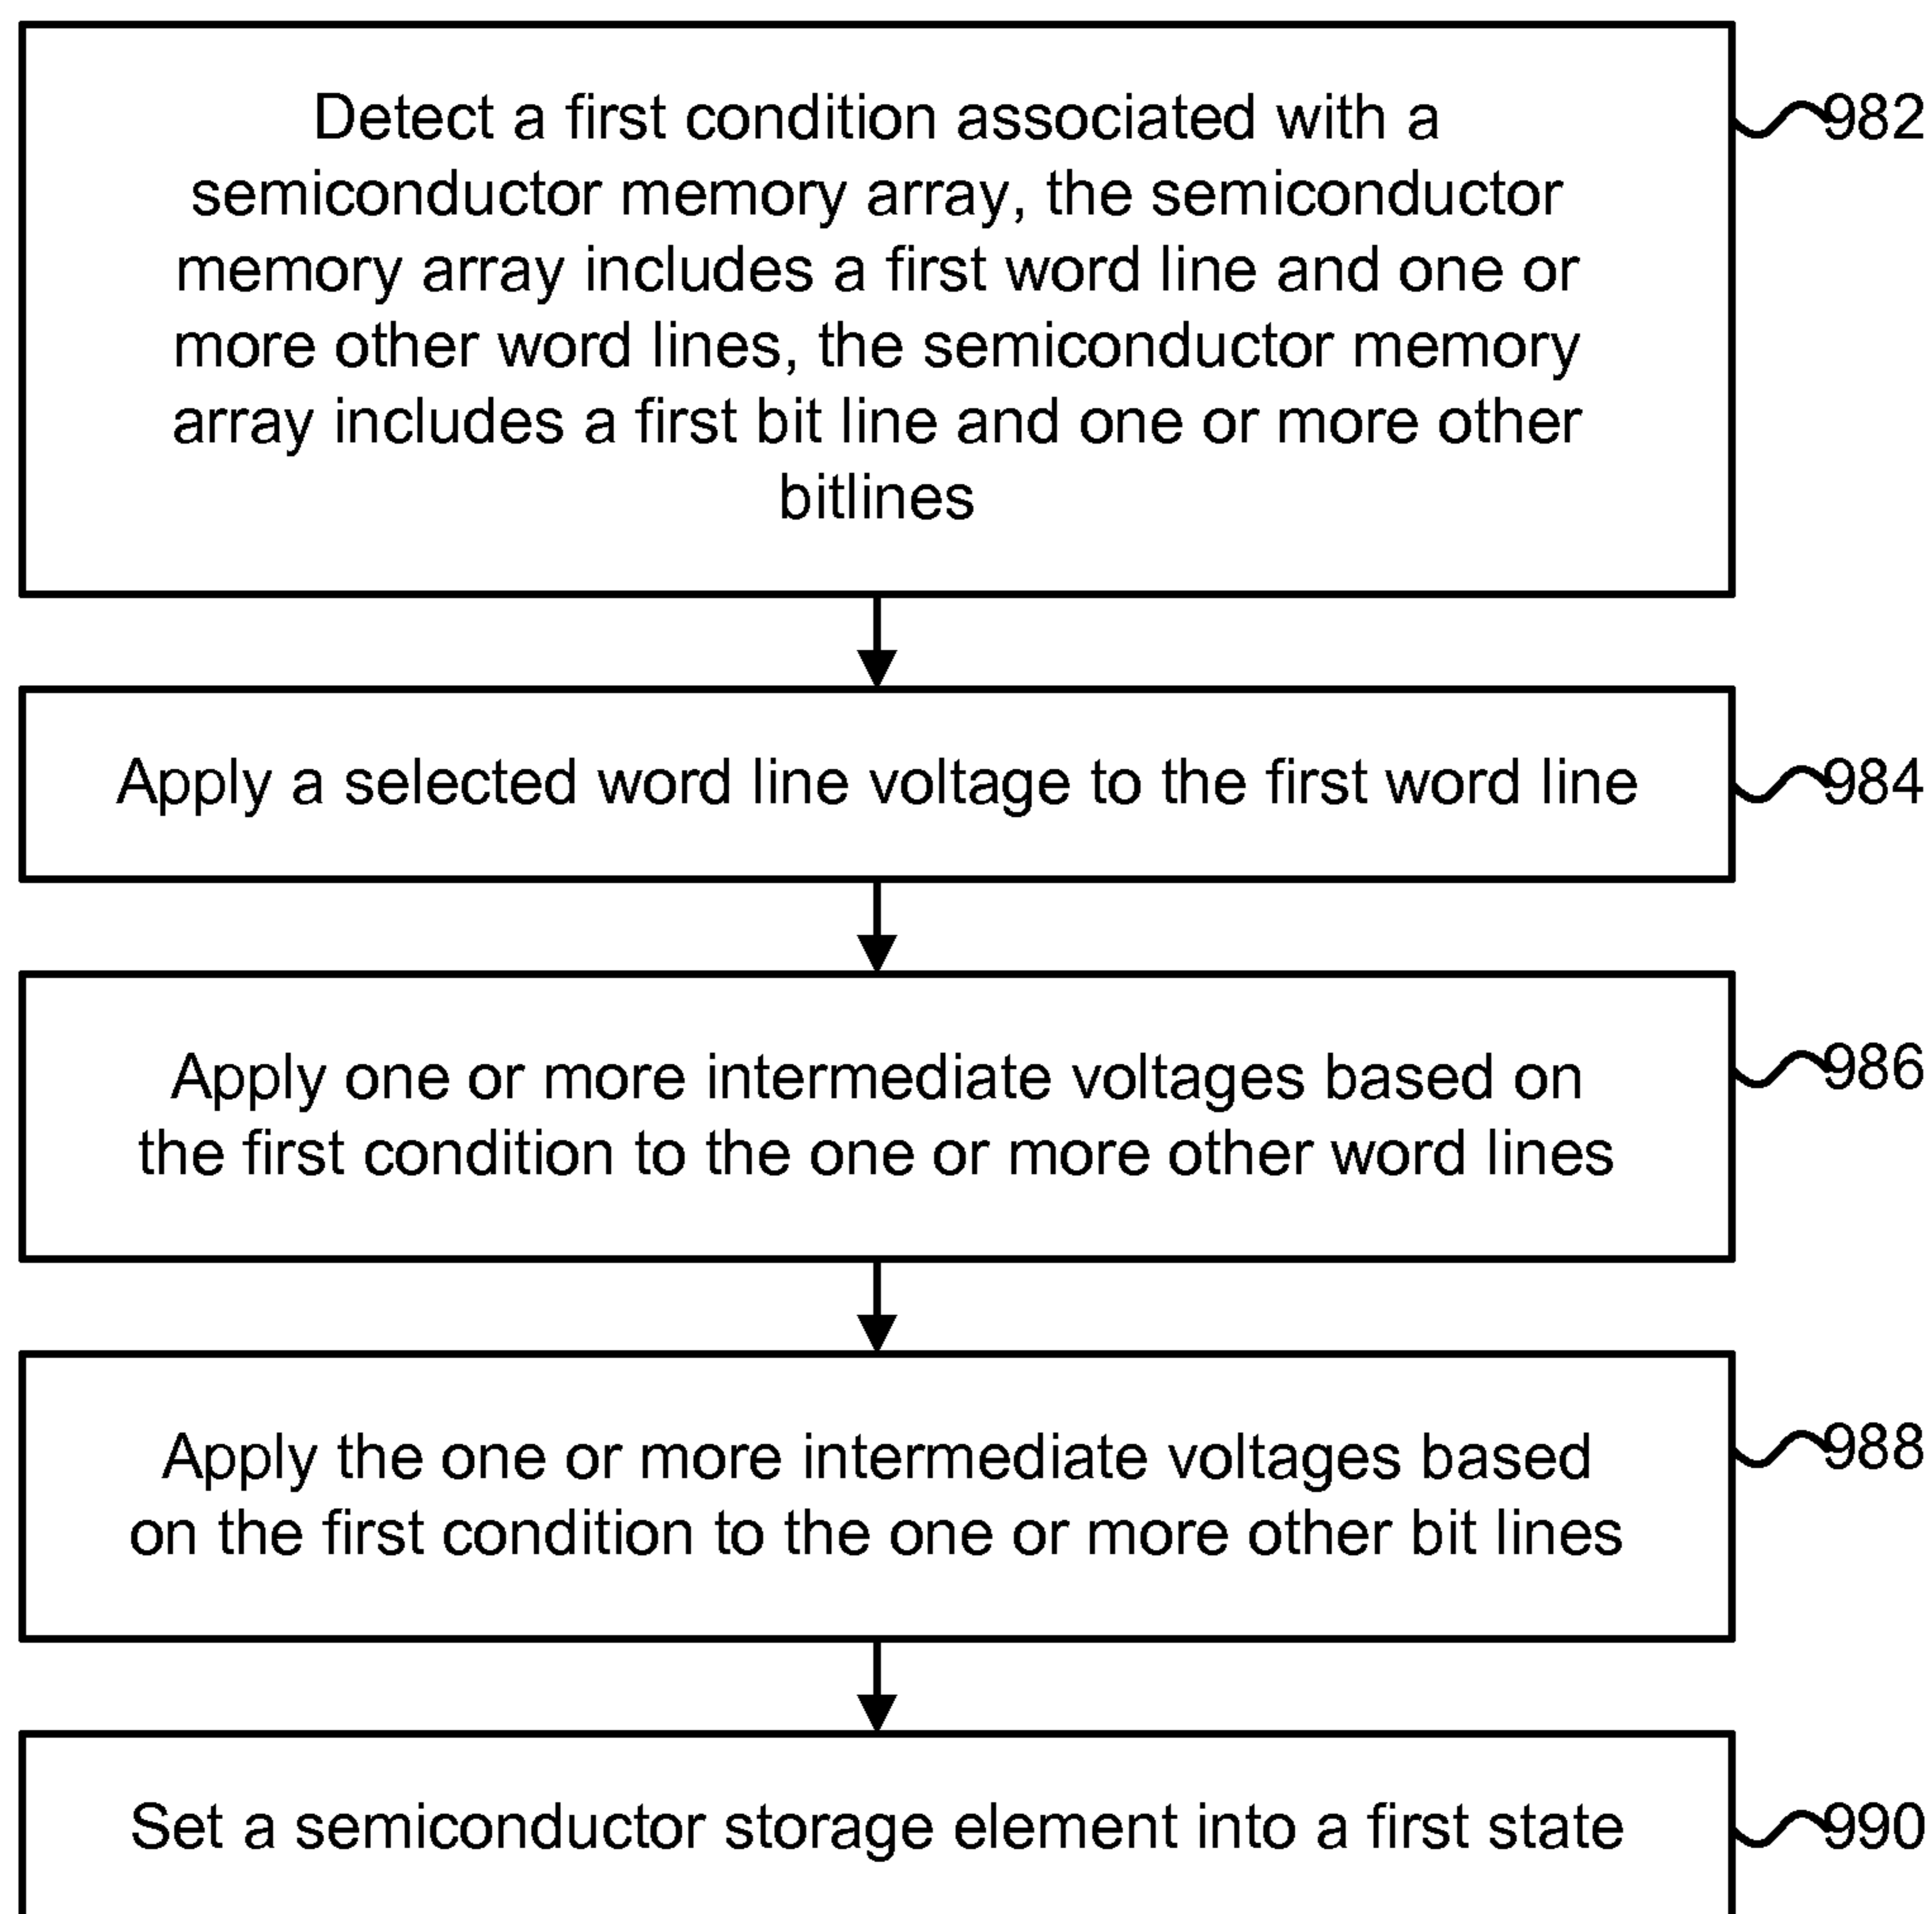 Detect a first condition associated with a
982
semiconductor memory array, the semiconductor
memory array includes a first word line and one or
more other word lines, the semiconductor memory
array includes a first bit line and one or more other
bitlines
Apply a selected word line voltage to the first word line
984
Apply one or more intermediate voltages based on
986
the first condition to the one or more other word lines
Apply the one or more intermediate voltages based
988
on the first condition to the one or more other bit lines
Set a semiconductor storage element into a first state
990